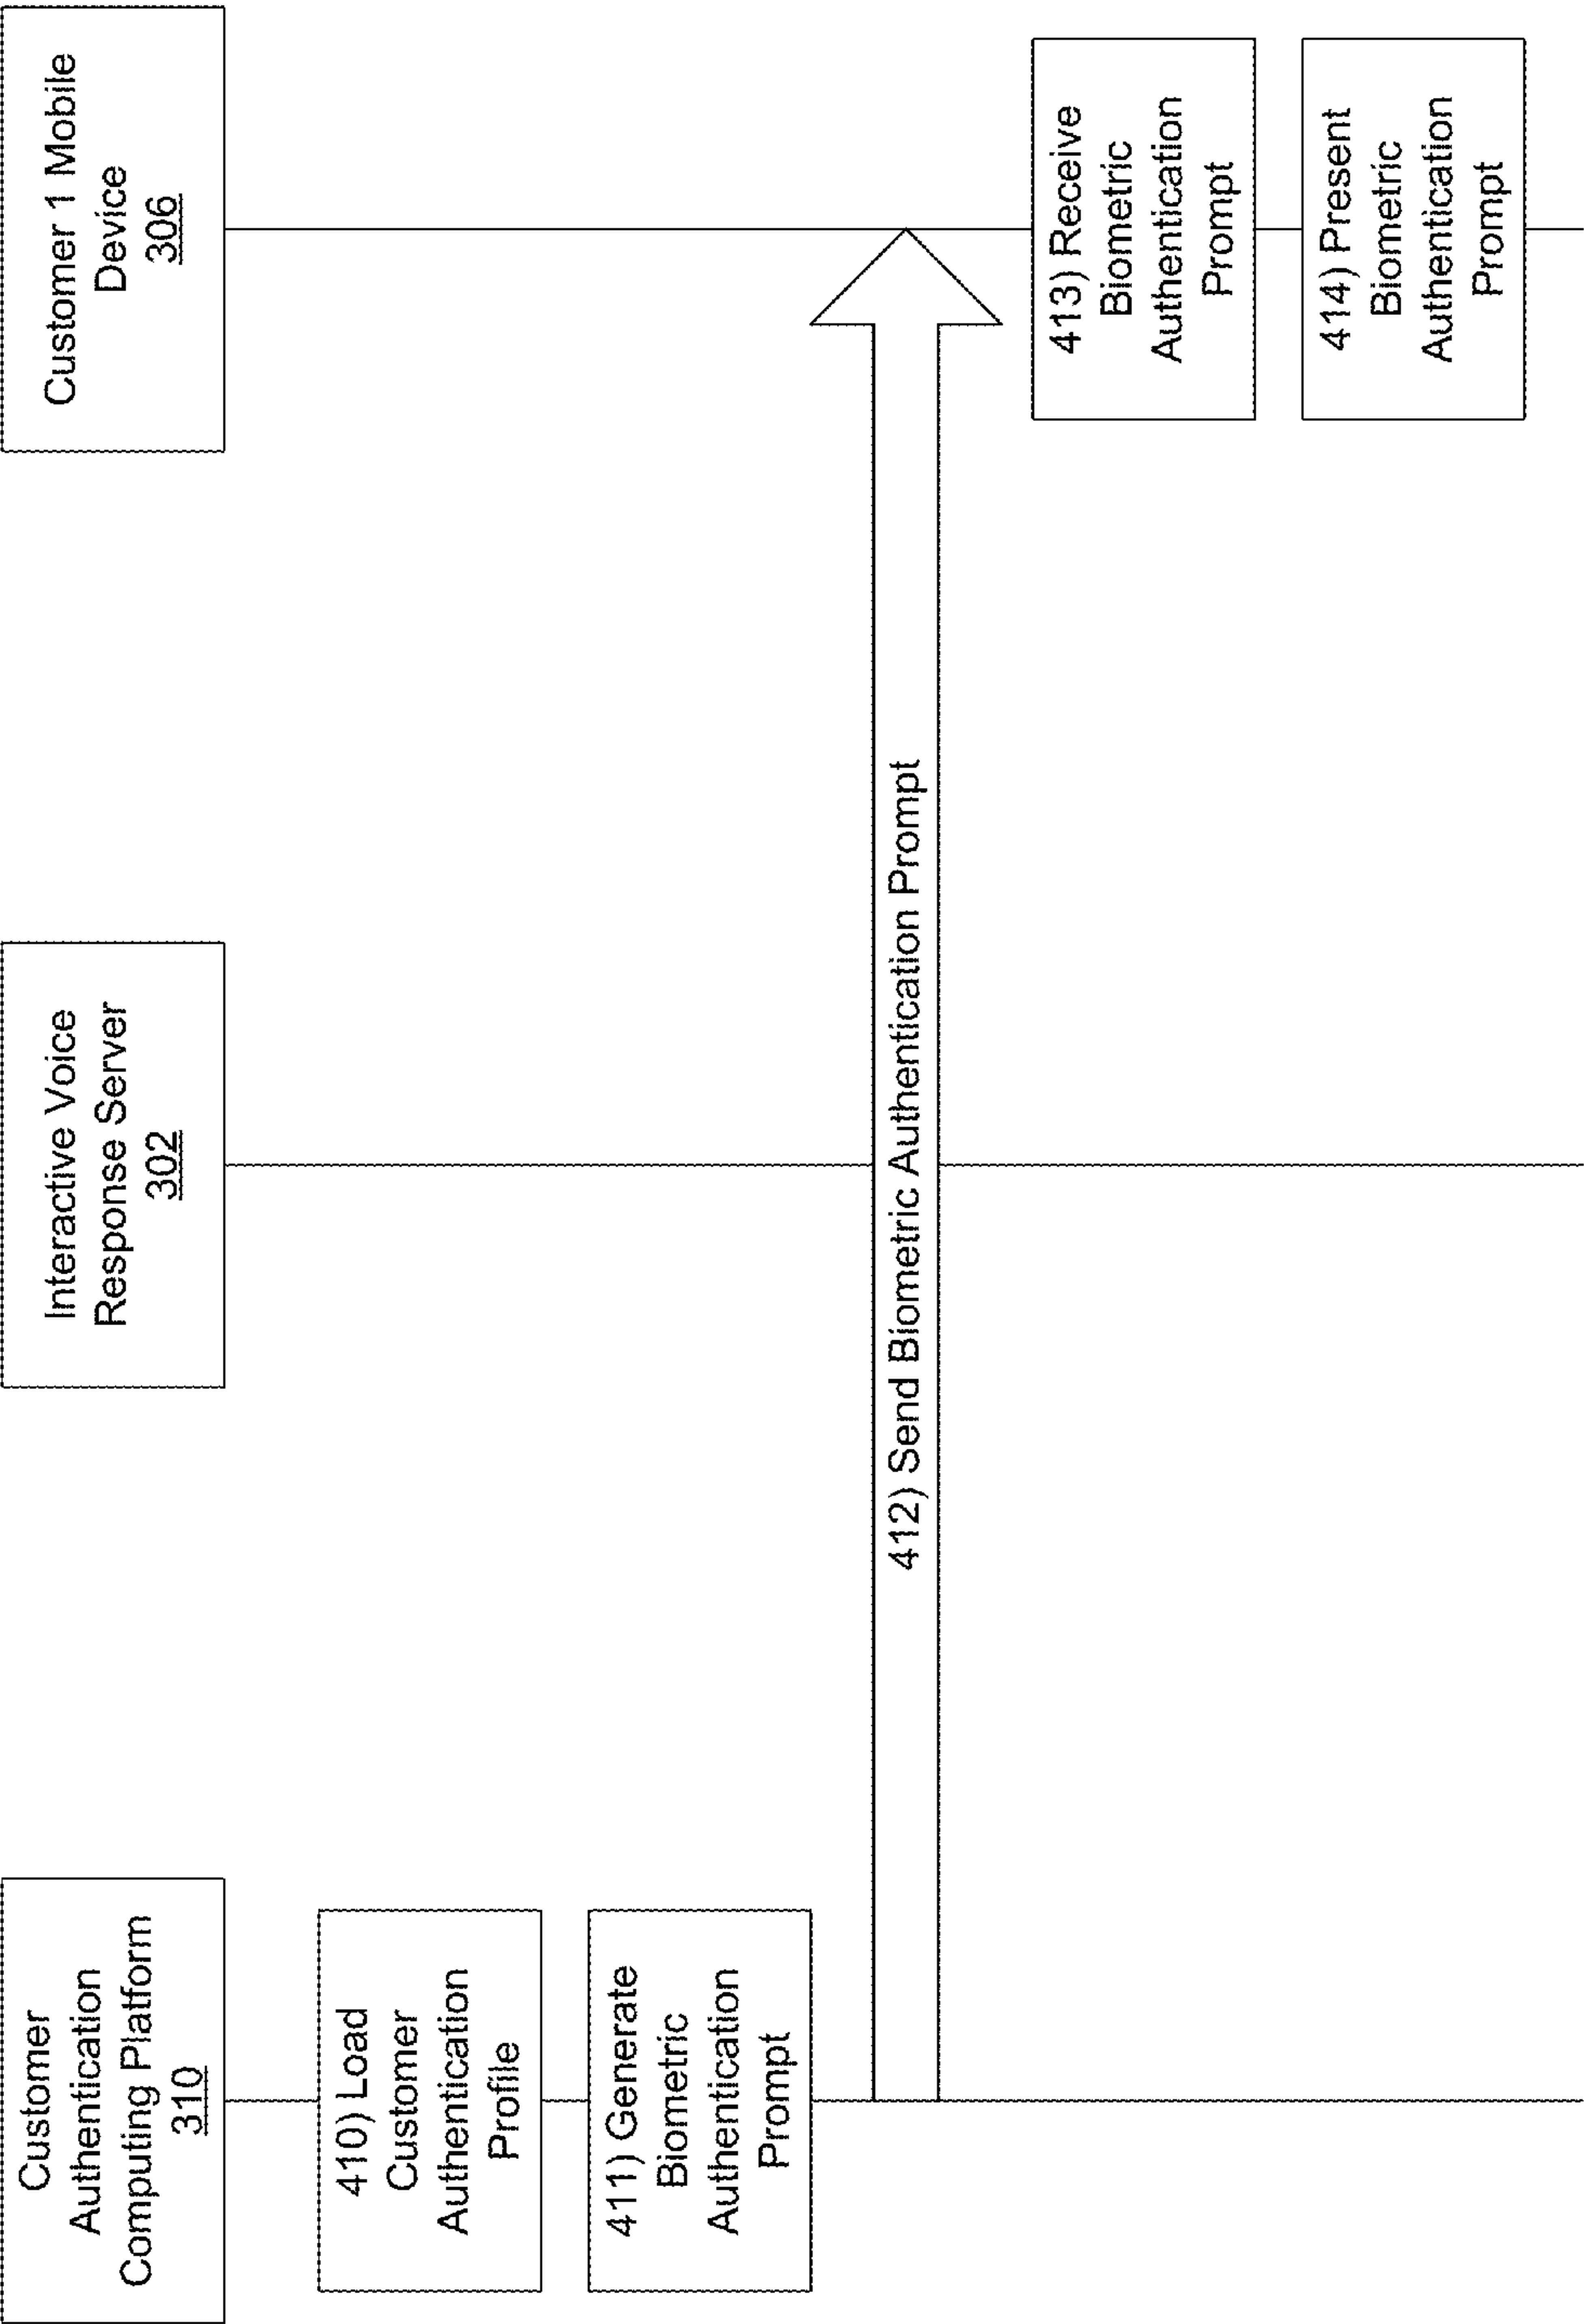 Customer
Authentication
Computing Platform
310
Interactive Voice
Response Server
302
Customer 1 Mobile
Device
306
410) Load
Customer
Authentication
Profile
411) Generate
Biometric
Authentication
Prompt
412) Send Biometric Authentication Prompt
413) Receive
Biometric
Authentication
Prompt
414) Present
Biometric
Authentication
Prompt